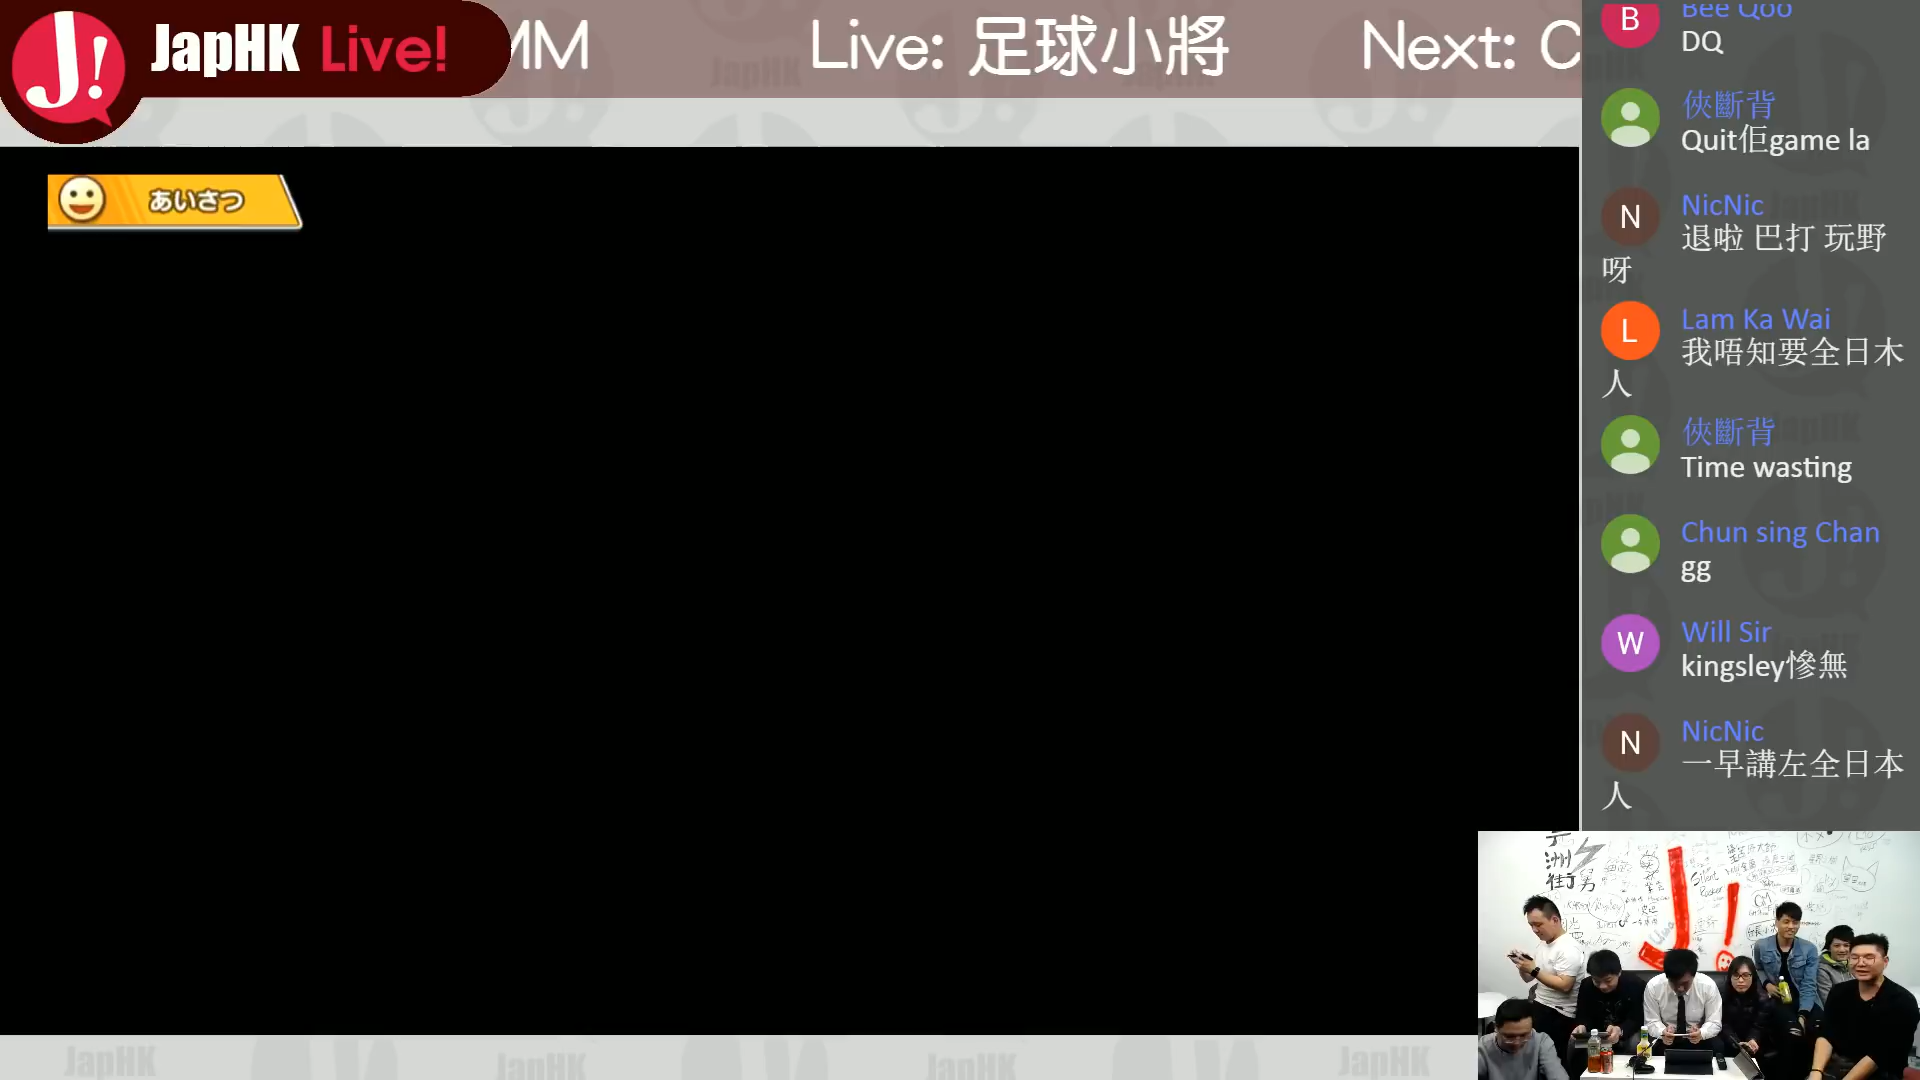 J! JapHK Live!
MM
Live: 足球小將
Next: C
あいさつ
B
Bee Qoo
DQ
俠斷背
Quit佢game la
N
NicNic
退啦 巴打 玩野
呀
L
Lam Ka Wai
我唔知要全日木
人
俠斷背
Time wasting
Chun sing Chan
gg
W
Will Sir
kingsley慘無
N
NicNic
一早講左全日本
人
洲
街
男
Silent
J!
JapHK
JapHK
JapHK
JapHK